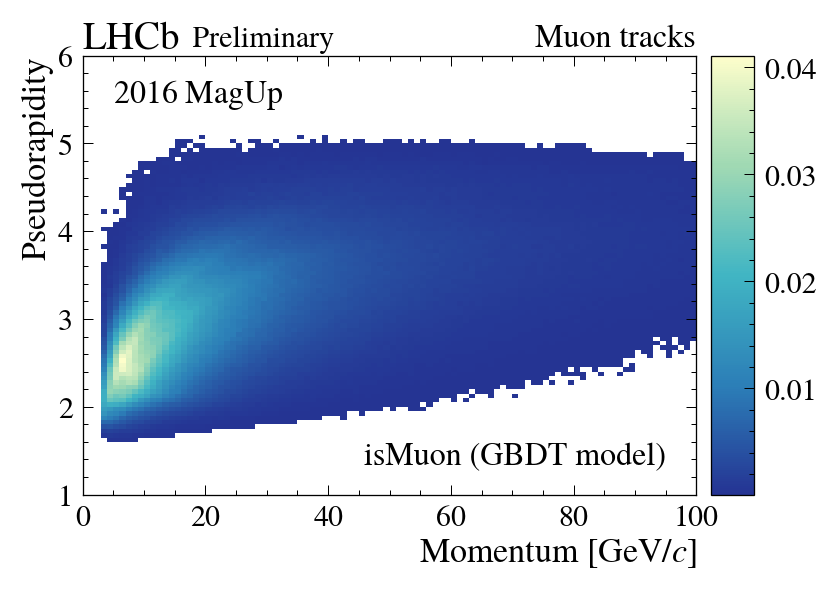 LHCb Preliminary Muon tracks
2016 MagUp
isMuon (GBDT model)
Pseudorapidity
6
5
4
3
2
1
0 20 40 60 80 100
Momentum [GeV/c]
0.04
0.03
0.02
0.01